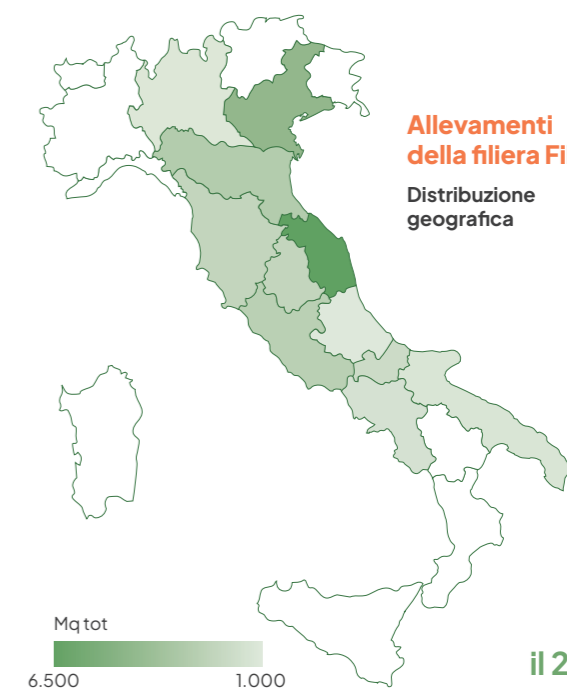 Allevamenti
della filiera Fi
Distribuzione
geografica
Mq tot
6.500 1.000
il 2